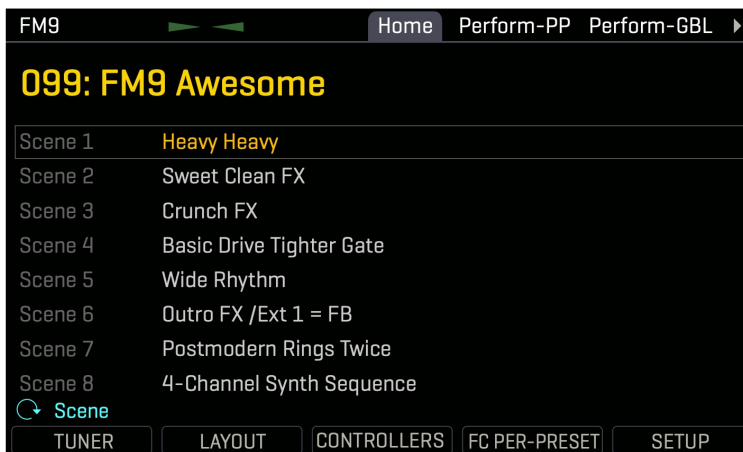 FM9 Home Perform-PP Perform-GBL
099: FM9 Awesome
Scene 1 Heavy Heavy
Scene 2 Sweet Clean FX
Scene 3 Crunch FX
Scene 4 Basic Drive Tighter Gate
Scene 5 Wide Rhythm
Scene 6 Outro FX /Ext 1 = FB
Scene 7 Postmodern Rings Twice
Scene 8 4-Channel Synth Sequence
Scene
TUNER LAYOUT CONTROLLERS FC PER-PRESET SETUP